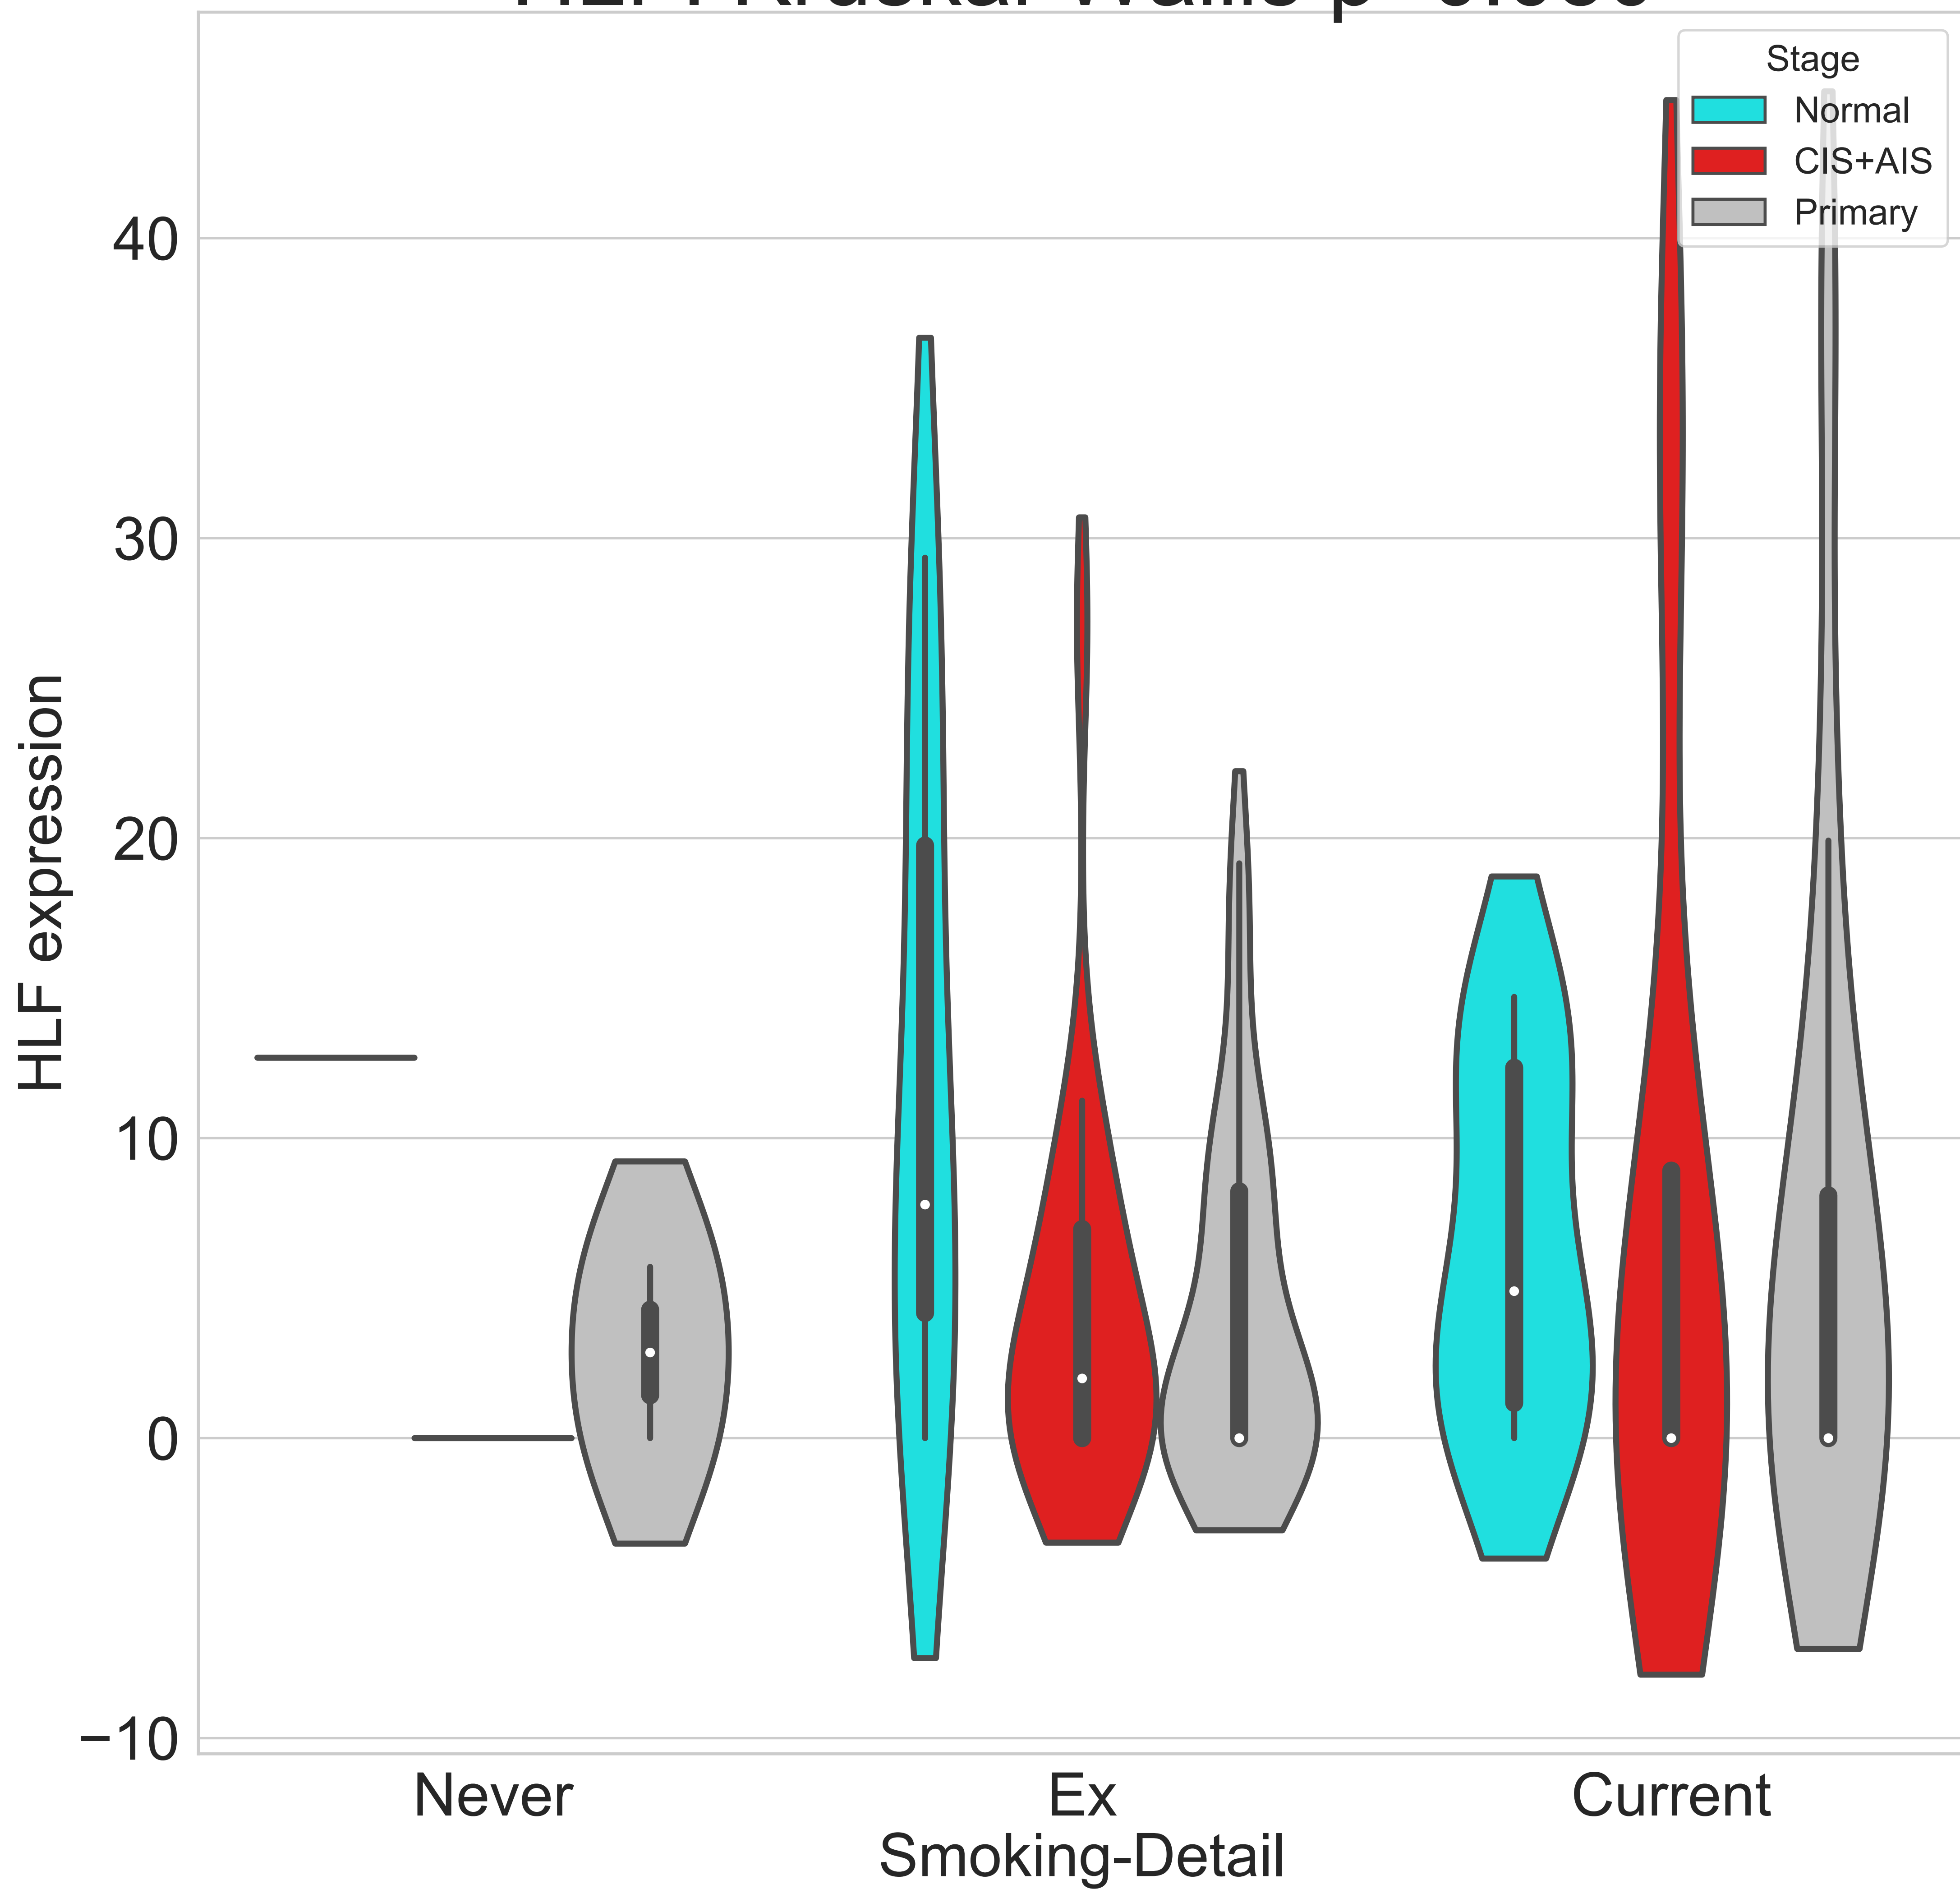 Stage
Normal
CIS+AIS
Primary
40
30
20
10
0
−10
HLF expression
Never
Ex
Current
Smoking-Detail